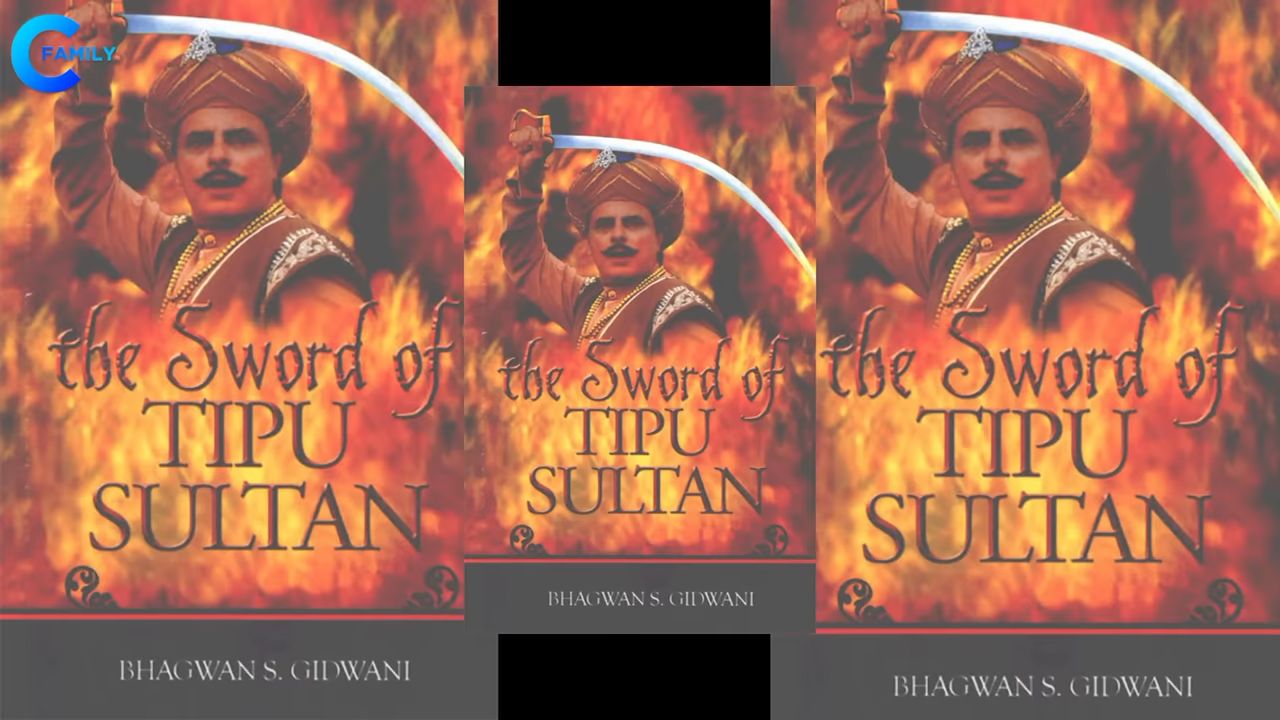 C
FAMILY
the Sword of
TIPU
SULTAN
BHAGWAN S. GIDWANI
the Sword of
TIPU
SULTAN
BHAGWAN S. GIDWANI
the Sword of
TIPU
SULTAN
BHAGWAN S. GIDWANI